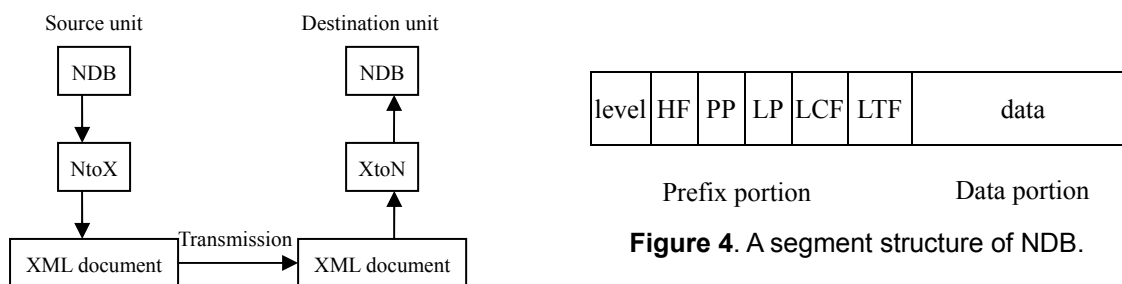 Source unit
Destination unit
NDB
NDB
NtoX
XtoN
Transmission
XML document
XML document
level HF PP LP LCF LTF data
Prefix portion
Data portion
Figure 4. A segment structure of NDB.